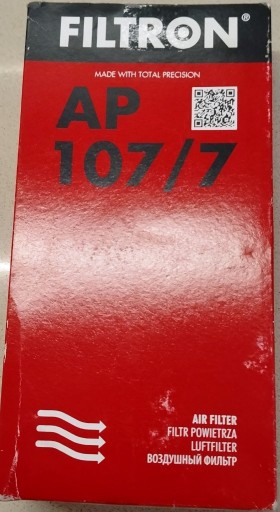 FILTRON®
MADE WITH TOTAL PRECISION
AP
107/7
AIR FILTER
FILTR POWIETRZA
LUFTFILTER
ВОЗДУШНЫЙ ФИЛЬТР